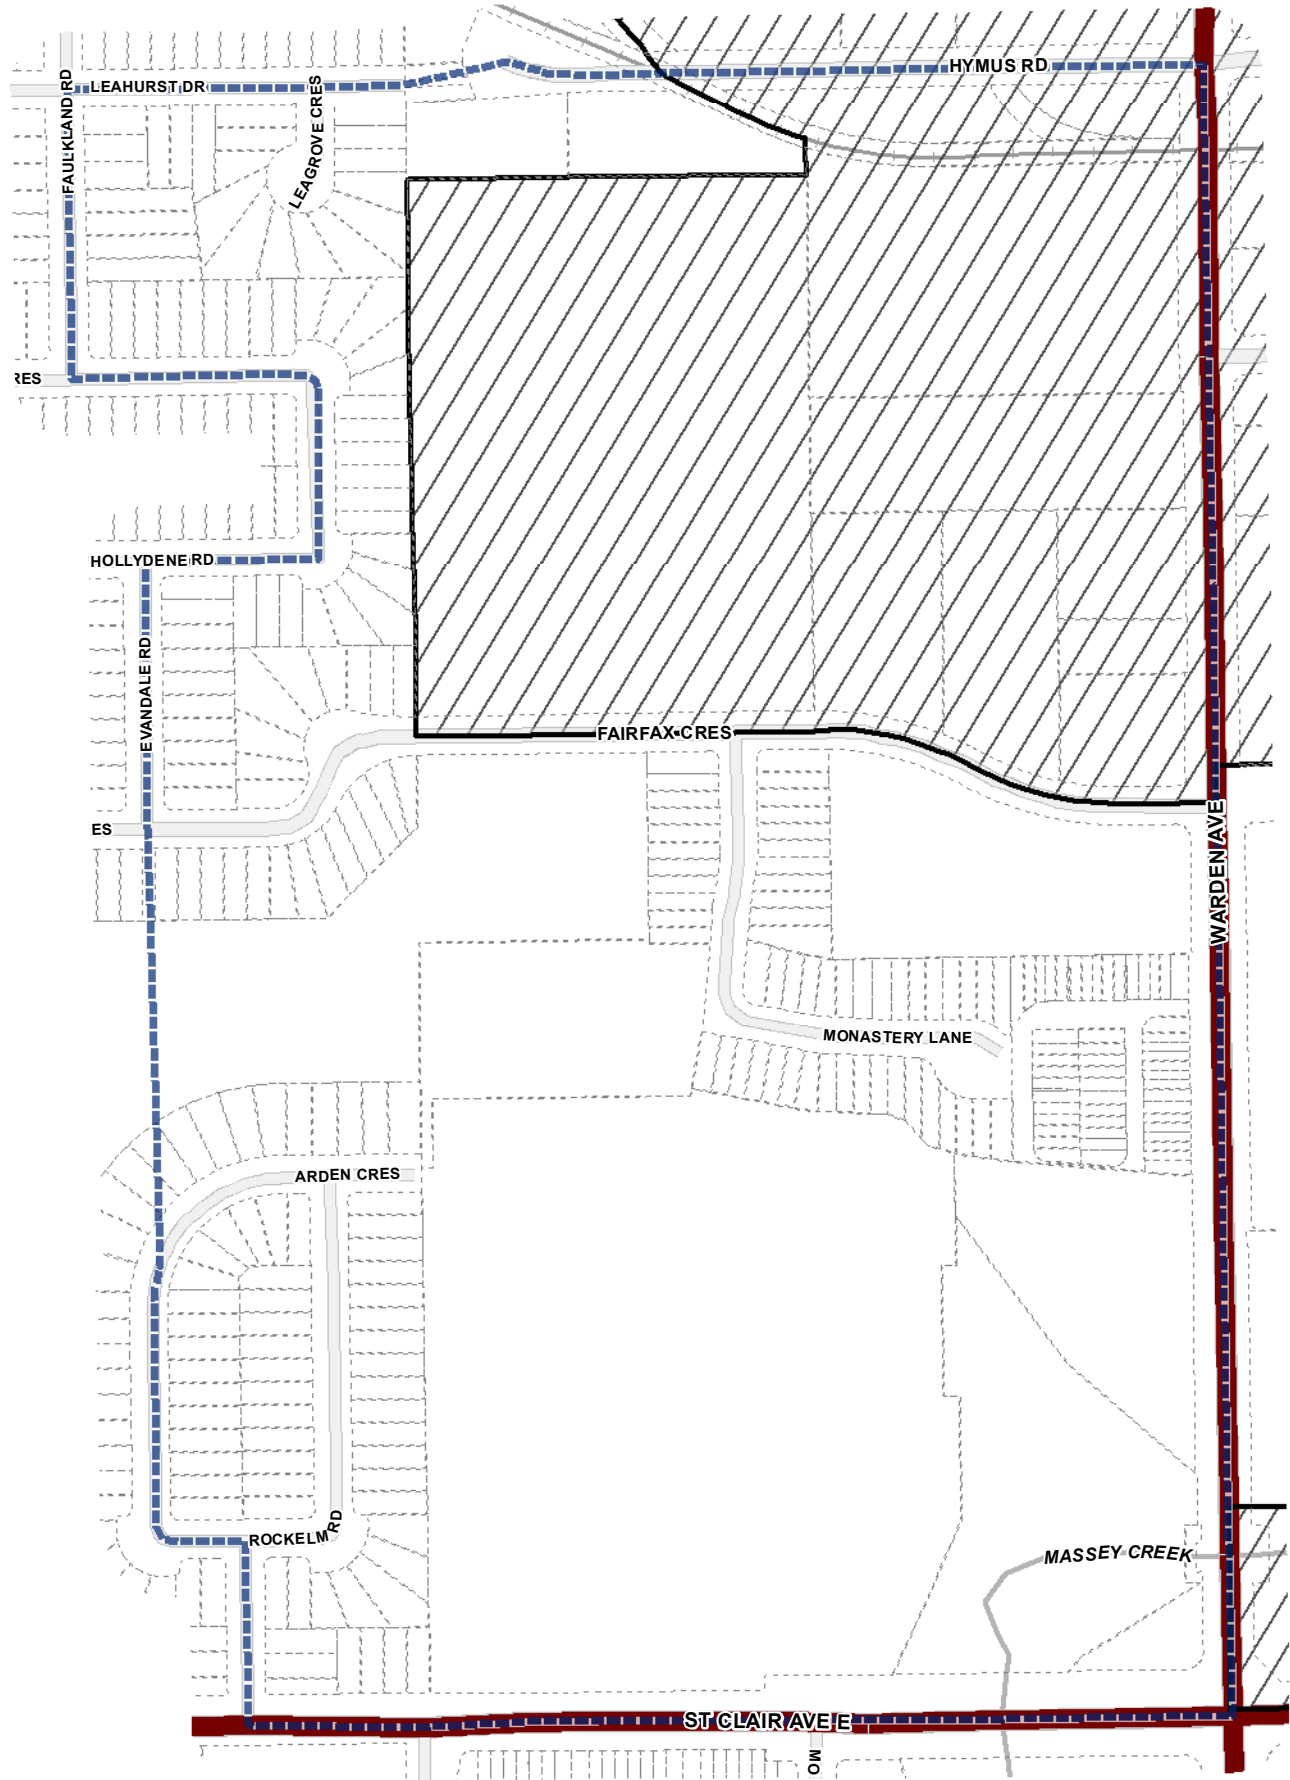 HYMUS RD
LEAHURST DR
FAULKLAND RD
LEAGROVE CRES
RES
HOLLYDENE RD
EVANDALE RD
FAIRFAX CRES
ES
WARDEN AVE
MONASTERY LANE
ARDEN CRES
ROCKELM RD
MASSEY CREEK
ST CLAIR AVE E
MO